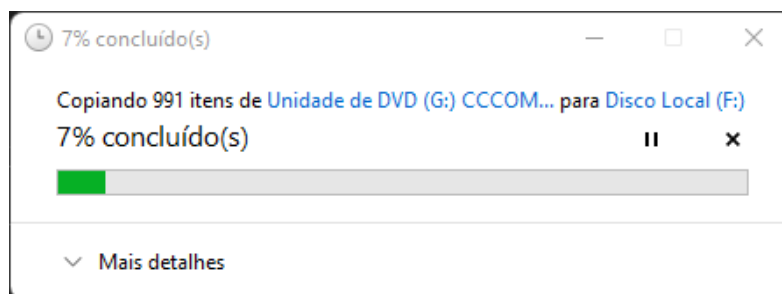 7% concluído(s)
Copiando 991 itens de Unidade de DVD (G:) CCCOM... para Disco Local (F:)
7% concluído(s)
Mais detalhes